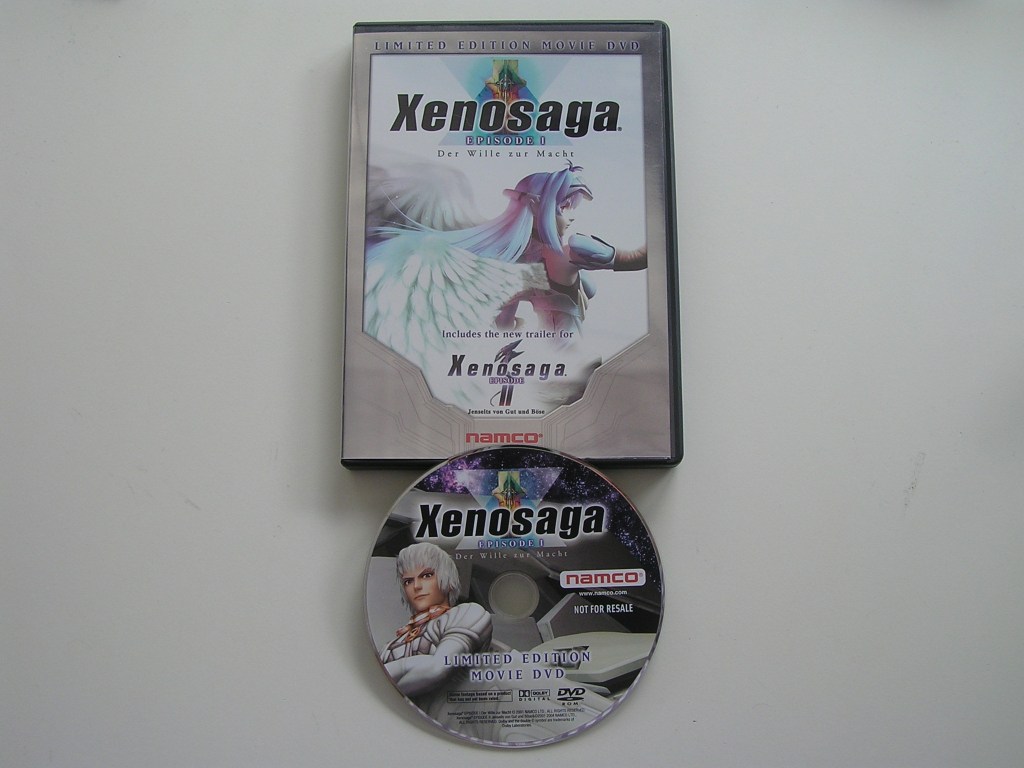 LIMITED EDITION MOVIE DVD
Xenosaga®
EPISODE I
Der Wille zur Macht
Includes the new trailer for
Xenosaga®
EPISODE
II
Jenseits von Gut und Böse
namco®
Xenosaga
EPISODE I
Der Wille zur Macht
namco®
www.namco.com
NOT FOR RESALE
LIMITED EDITION
MOVIE DVD
DOLBY
DIGITAL
DVD
ROM